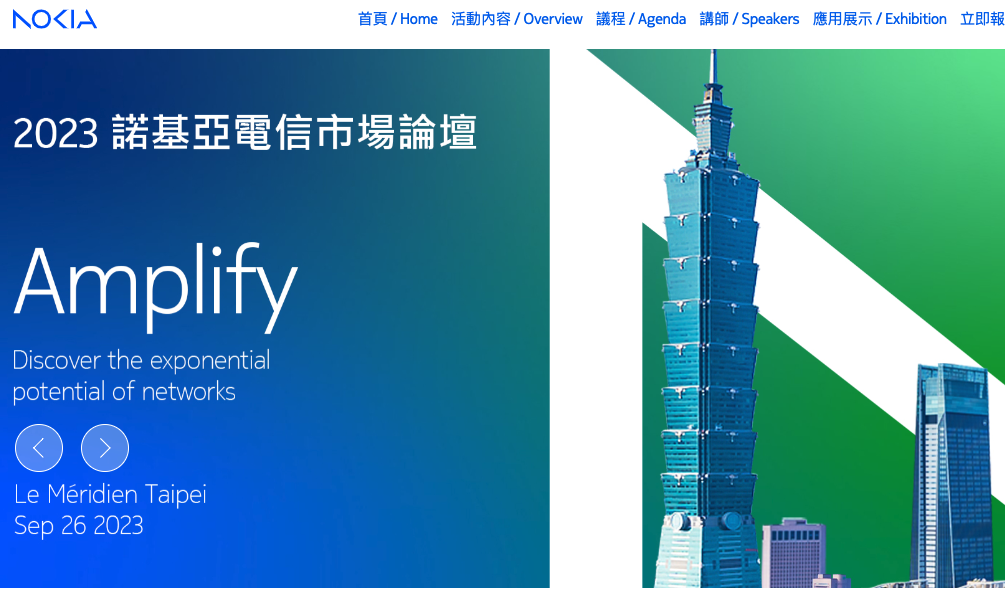 NOKIA
首頁 / Home 活動內容 / Overview 議程 / Agenda 講師 / Speakers 應用展示 / Exhibition 立即報
2023 諾基亞電信市場論壇
Amplify
Discover the exponential
potential of networks
Le Méridien Taipei
Sep 26 2023